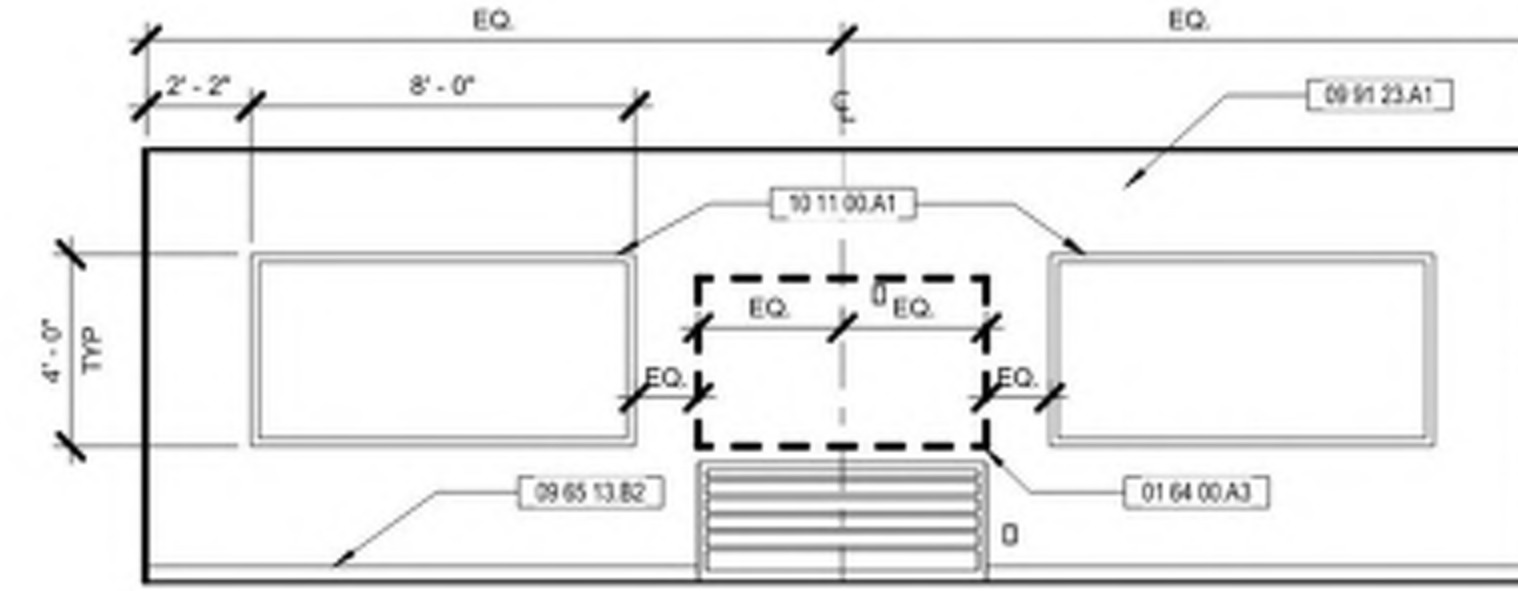 EQ.
EQ.
2' - 2"
8' - 0"
℄
09 91 23.A1
10 11 00.A1
EQ.
EQ.
4' - 0"
TYP
EQ.
EQ.
09 65 13.B2
01 64 00.A3